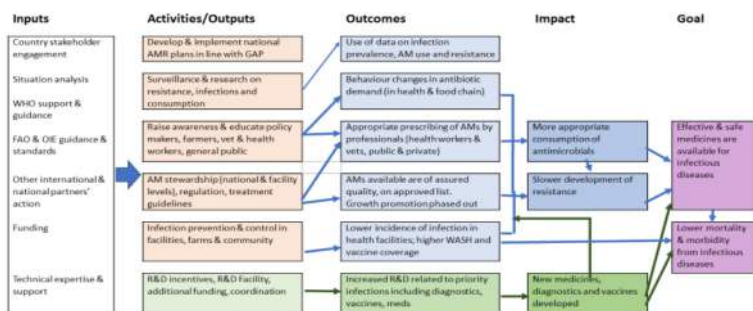 Inputs
Activities/Outputs
Outcomes
Impact
Goal
Country stakeholder
engagement
Situation analysis
WHO support &
guidance
FAO & OIE guidance &
standards
Other international &
national partners'
action
Funding
Technical expertise &
support
Develop & implement national
AMR plans in line with GAP
Surveillance & research on
resistance, infections and
consumption
Raise awareness & educate policy
makers, farmers, vet & health
workers, general public
AM stewardship (national & facility
levels), regulation, treatment
guidelines
Infection prevention & control in
facilities, farms & community
R&D incentives, R&D Facility,
additional funding, coordination
Use of data on infection
prevalence, AM use and resistance
Behaviour changes in antibiotic
demand (in health & food chain)
Appropriate prescribing of AMs by
professionals (health workers &
vets, public & private)
AMs available are of assured
quality, on approved list.
Growth promotion phased out
Lower incidence of infection in
health facilities; higher WASH and
vaccine coverage
Increased R&D related to priority
infections including diagnostics,
vaccines, meds
More appropriate
consumption of
antimicrobials
Slower development of
resistance
New medicines,
diagnostics and vaccines
developed
Effective & safe
medicines are
available for
infectious
diseases
Lower mortality
& morbidity
from infectious
diseases